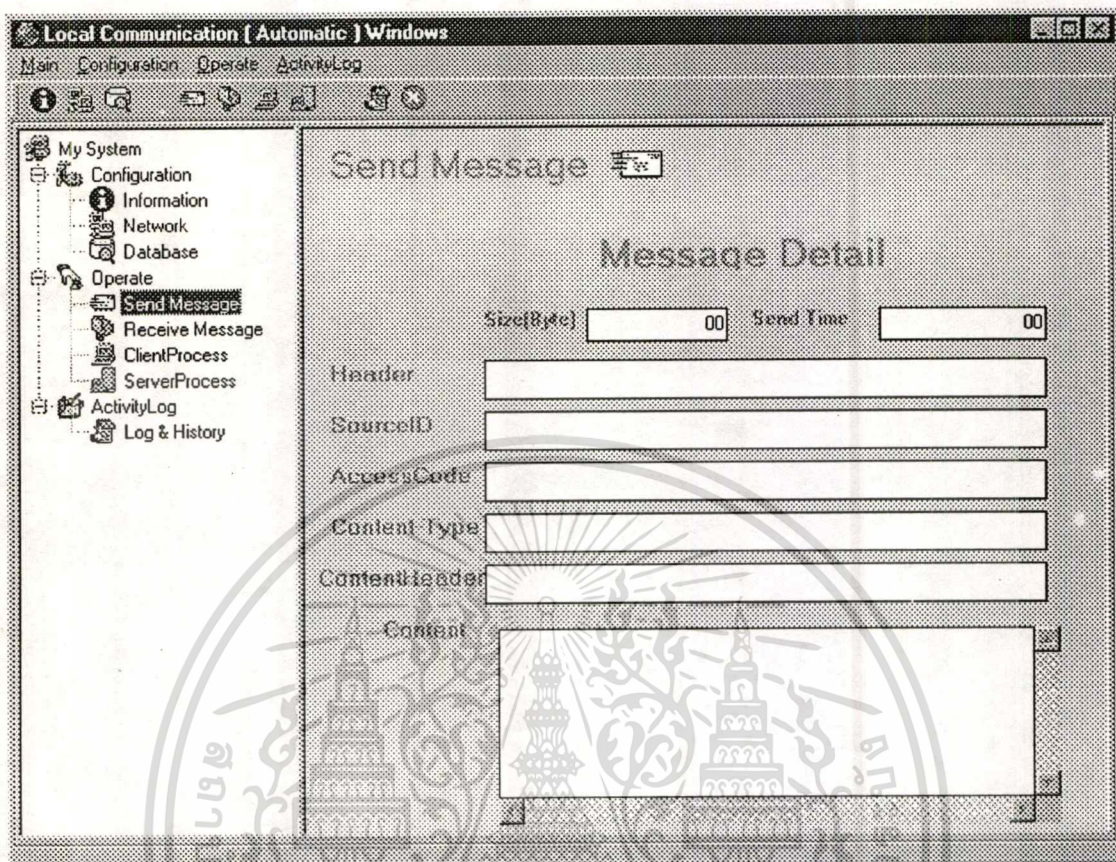 Local Communication ( Automatic ) Windows
Main Configuration Operate ActivityLog
My System
Configuration
Information
Network
Database
Operate
Send Message
Receive Message
ClientProcess
ServerProcess
ActivityLog
Log & History
Send Message
Message Detail
Size(Byte) 00 Send Time 00
Header
SourceID
AccessCode
Content Type
ContentHeader
Content